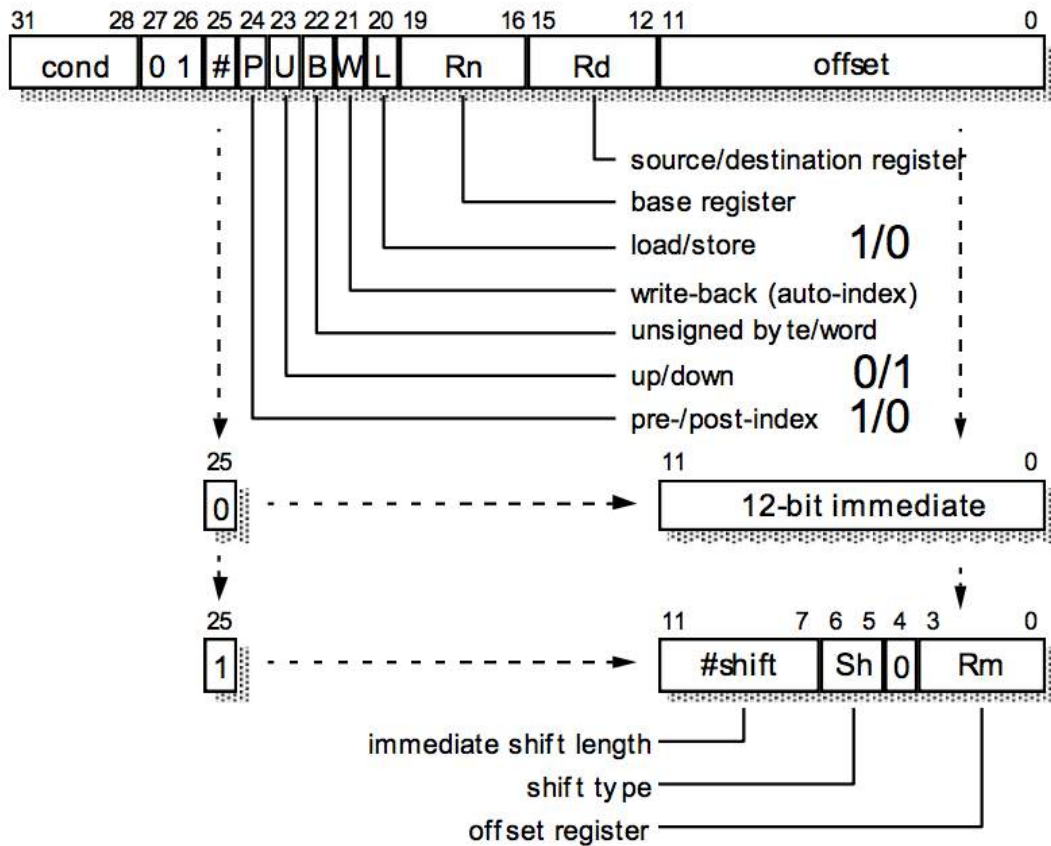 31 28 27 26 25 24 23 22 21 20 19 16 15 12 11 0
cond 0 1 # P U B W L Rn Rd offset
source/destination register
base register
load/store 1/0
write-back (auto-index)
unsigned byte/word
up/down 0/1
pre-/post-index 1/0
25 11 0
0 12-bit immediate
25 11 7 6 5 4 3 0
1 #shift Sh 0 Rm
immediate shift length
shift type
offset register